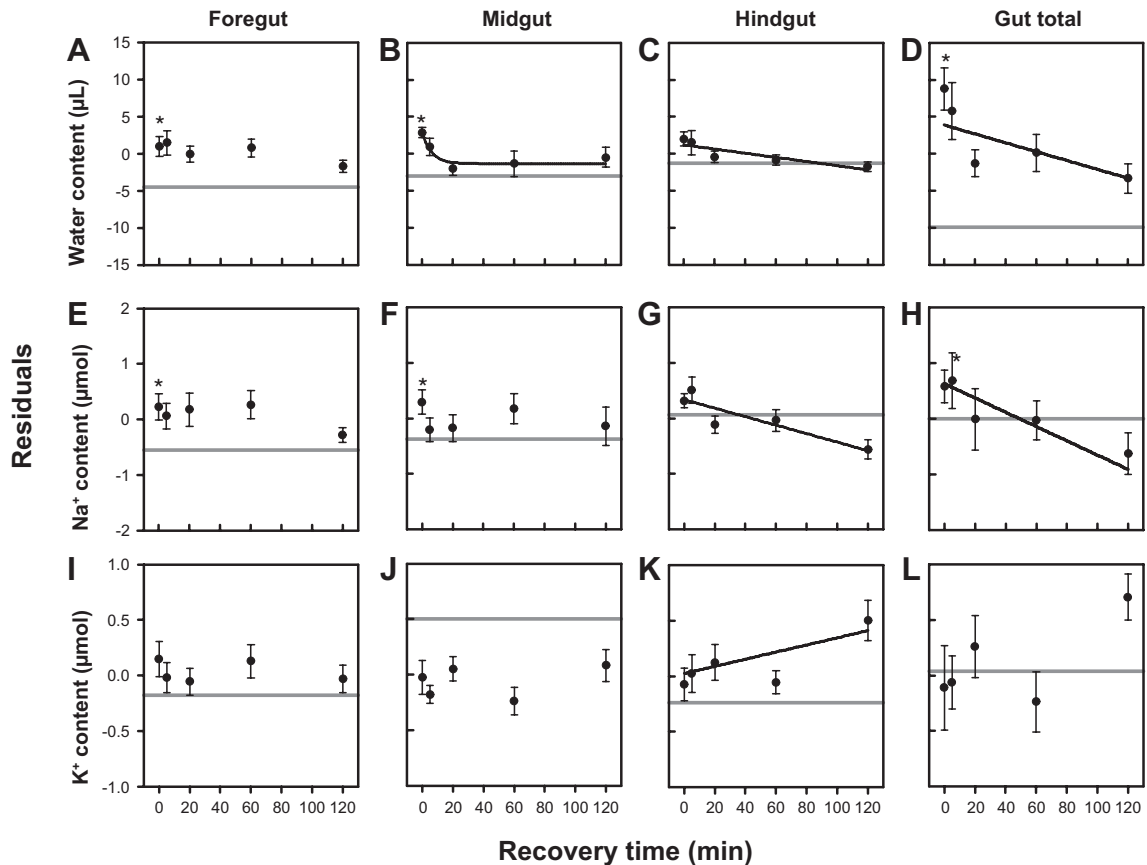 Foregut Midgut Hindgut Gut total
A B C D
15
10
5
0
-5
-10
-15
Water content (µL)
* * *
E F G H
2
1
0
-1
-2
Na⁺ content (µmol)
* * *
Residuals
I J K L
1.0
0.5
0.0
-0.5
-1.0
K⁺ content (µmol)
0 20 40 60 80 100 120 0 20 40 60 80 100 120 0 20 40 60 80 100 120 0 20 40 60 80 100 120
Recovery time (min)